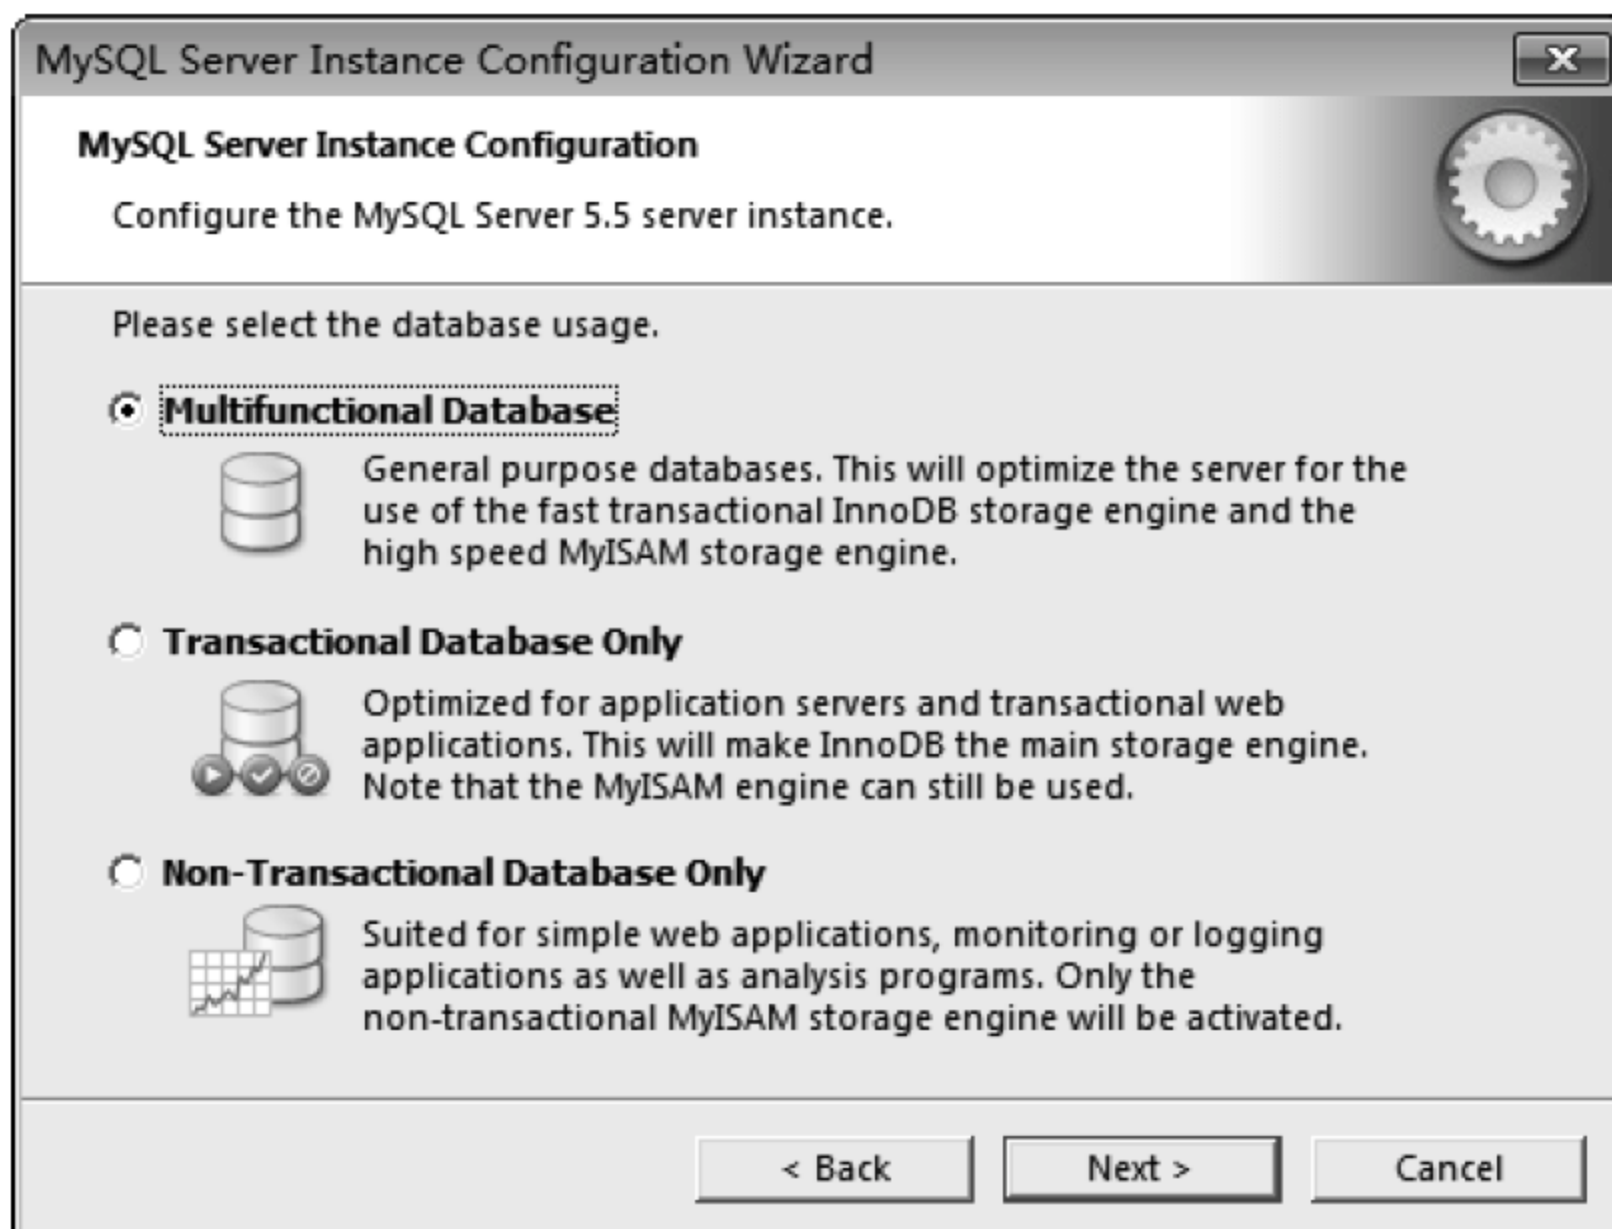 MySQL Server Instance Configuration Wizard
MySQL Server Instance Configuration
Configure the MySQL Server 5.5 server instance.
Please select the database usage.
Multifunctional Database
General purpose databases. This will optimize the server for the
use of the fast transactional InnoDB storage engine and the
high speed MyISAM storage engine.
Transactional Database Only
Optimized for application servers and transactional web
applications. This will make InnoDB the main storage engine.
Note that the MyISAM engine can still be used.
Non-Transactional Database Only
Suited for simple web applications, monitoring or logging
applications as well as analysis programs. Only the
non-transactional MyISAM storage engine will be activated.
< Back
Next >
Cancel